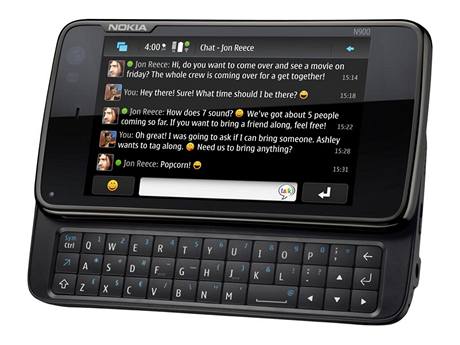 NOKIA
N900
4:00
Chat - Jon Reece
Jon Reece: Hi, do you want to come over and see a movie on
friday? The whole crew is coming over for a get together!
15:14
You: Hey there! Sure! What time should I be there?
15:18
Jon Reece: How does 7 sound? We've got about 5 people
coming so far. If you want to bring a friend along, feel free!
15:22
You: Oh great! I was going to ask if I can bring someone. Ashley
wants to tag along. Need us to bring anything?
15:28
Jon Reece: Popcorn!
15:31
talk
Sym
Ctrl
Q W E R T Y U I O P
A S D F G H J K L
Z X C V B N M